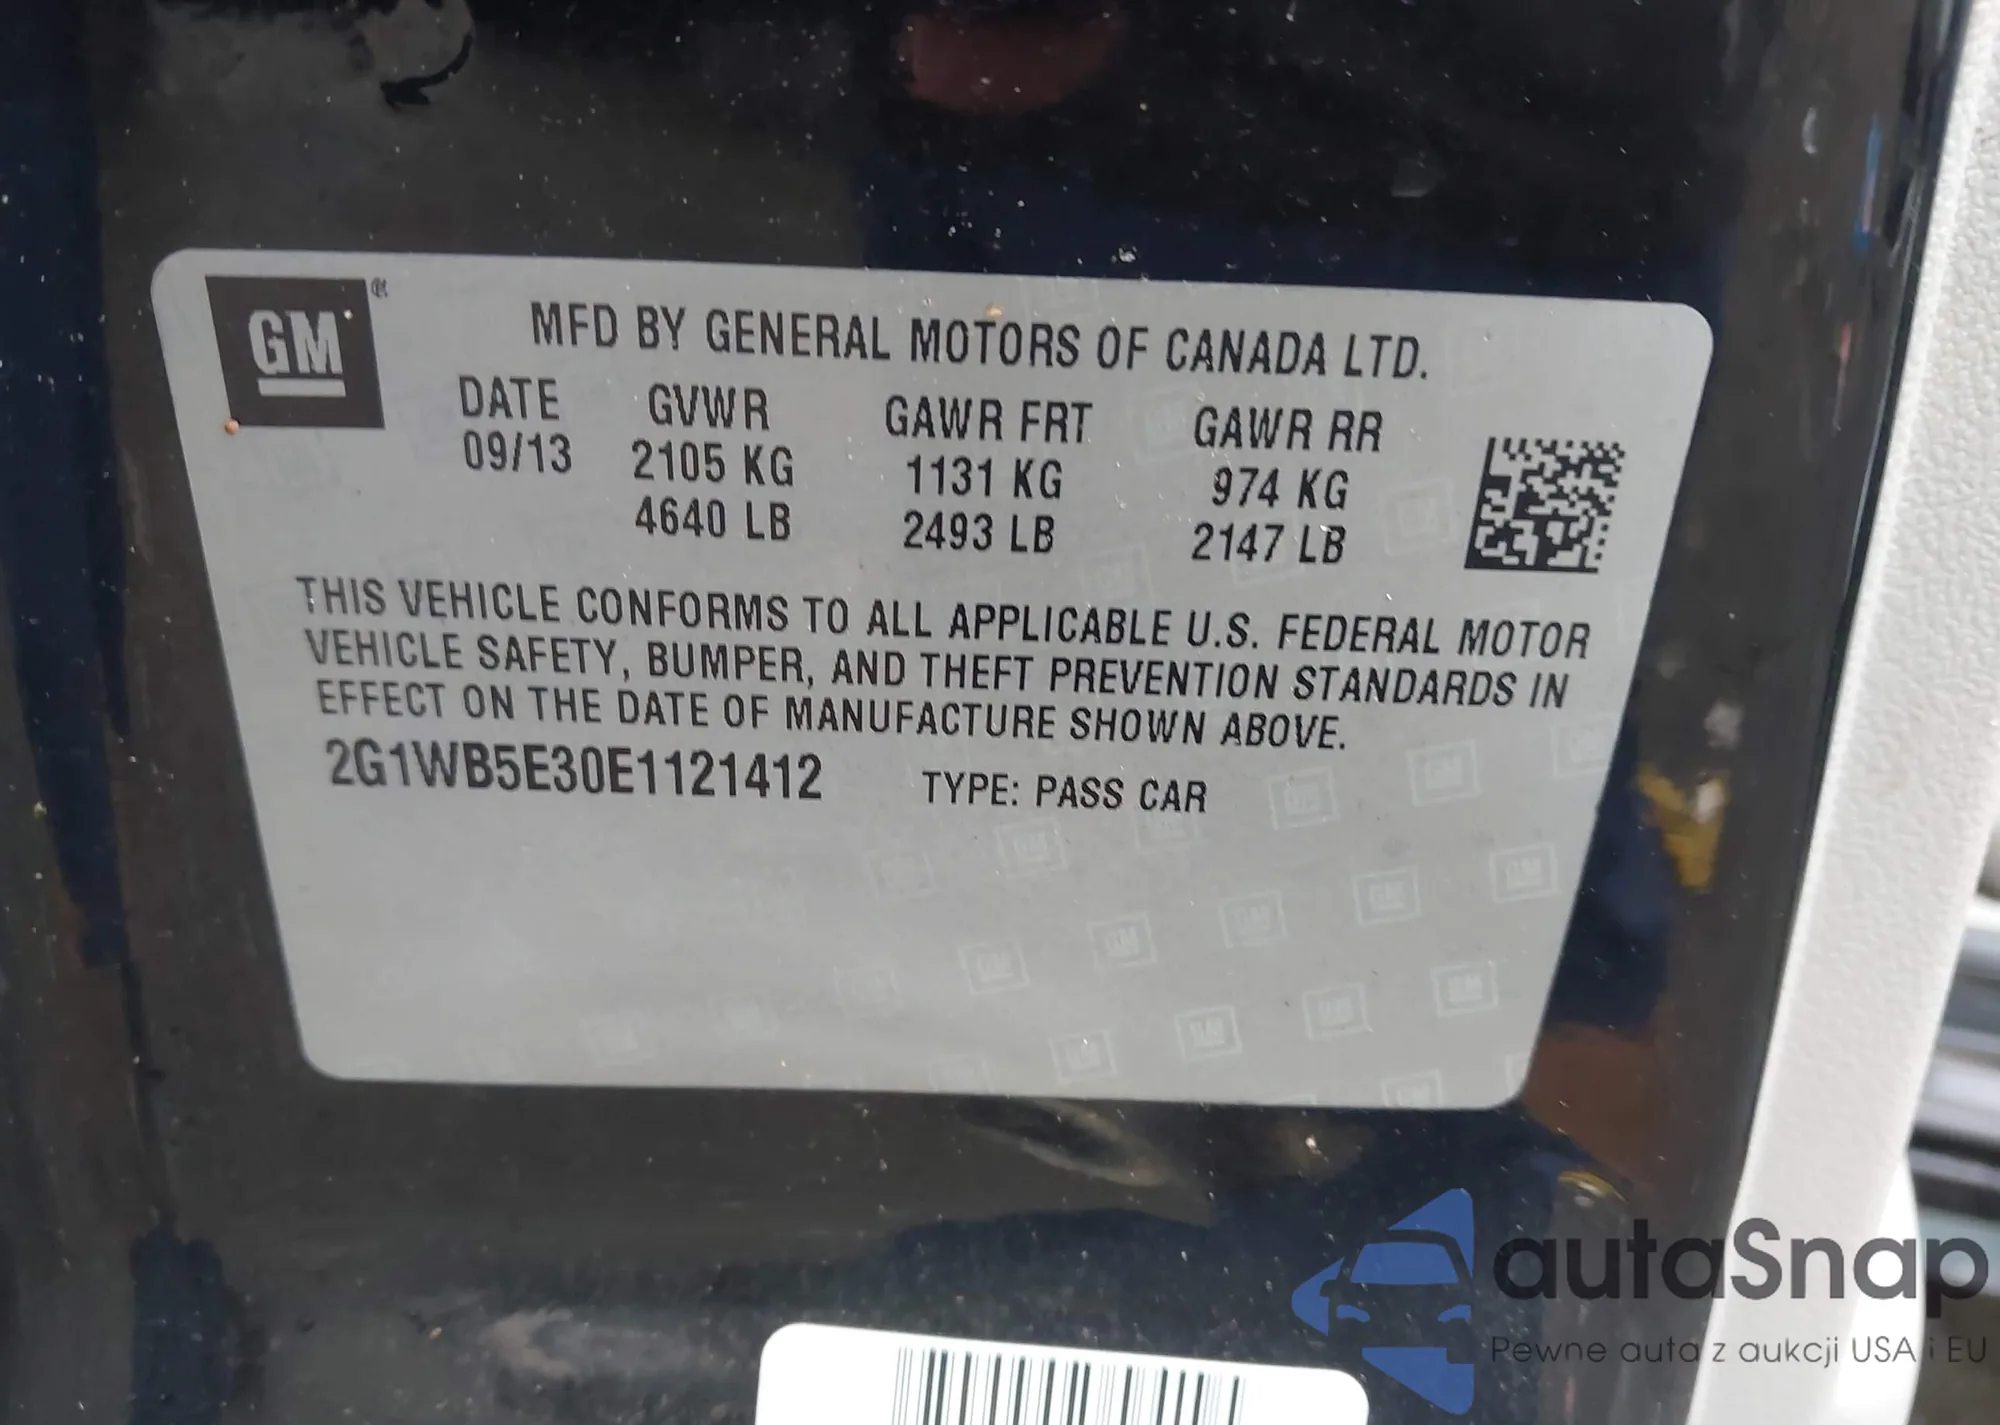 GM®
MFD BY GENERAL MOTORS OF CANADA LTD.
DATE GVWR GAWR FRT GAWR RR
09/13 2105 KG 1131 KG 974 KG
4640 LB 2493 LB 2147 LB
THIS VEHICLE CONFORMS TO ALL APPLICABLE U.S. FEDERAL MOTOR
VEHICLE SAFETY, BUMPER, AND THEFT PREVENTION STANDARDS IN
EFFECT ON THE DATE OF MANUFACTURE SHOWN ABOVE.
2G1WB5E30E1121412 TYPE: PASS CAR
autaSnap
Pewne auta z aukcji USA i EU